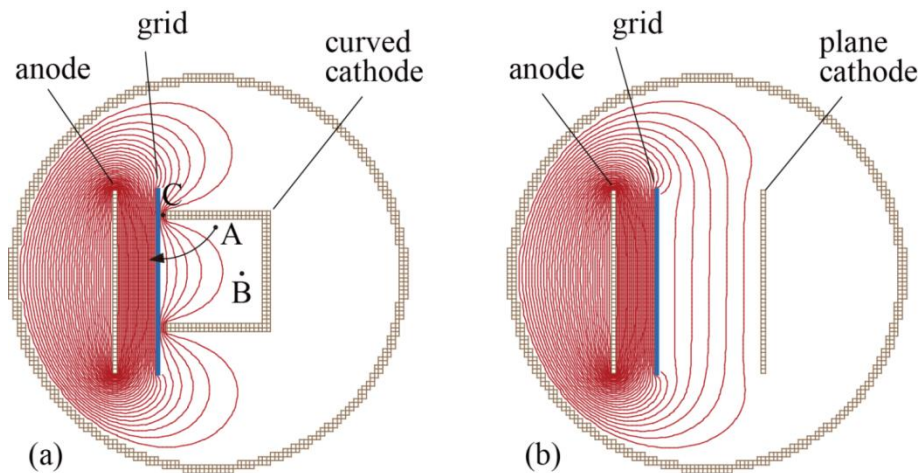 grid
curved
cathode
anode
C
A
B
(a)
grid
plane
cathode
anode
(b)